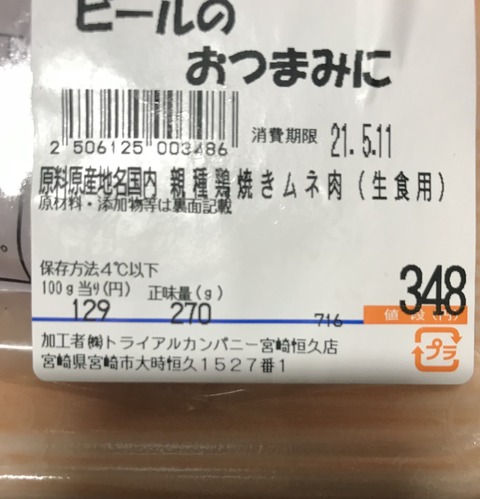 ビールの
おつまみに
2 506125 003486
消費期限 21.5.11
原料原産地名国内 親種鶏焼きムネ肉(生食用)
原材料・添加物等は裏面記載
保存方法4℃以下
100g当り(円) 正味量(g)
129 270
716 値段(円) 348
加工者㈱トライアルカンパニー宮崎恒久店
宮崎県宮崎市大時恒久1527番1
プラ